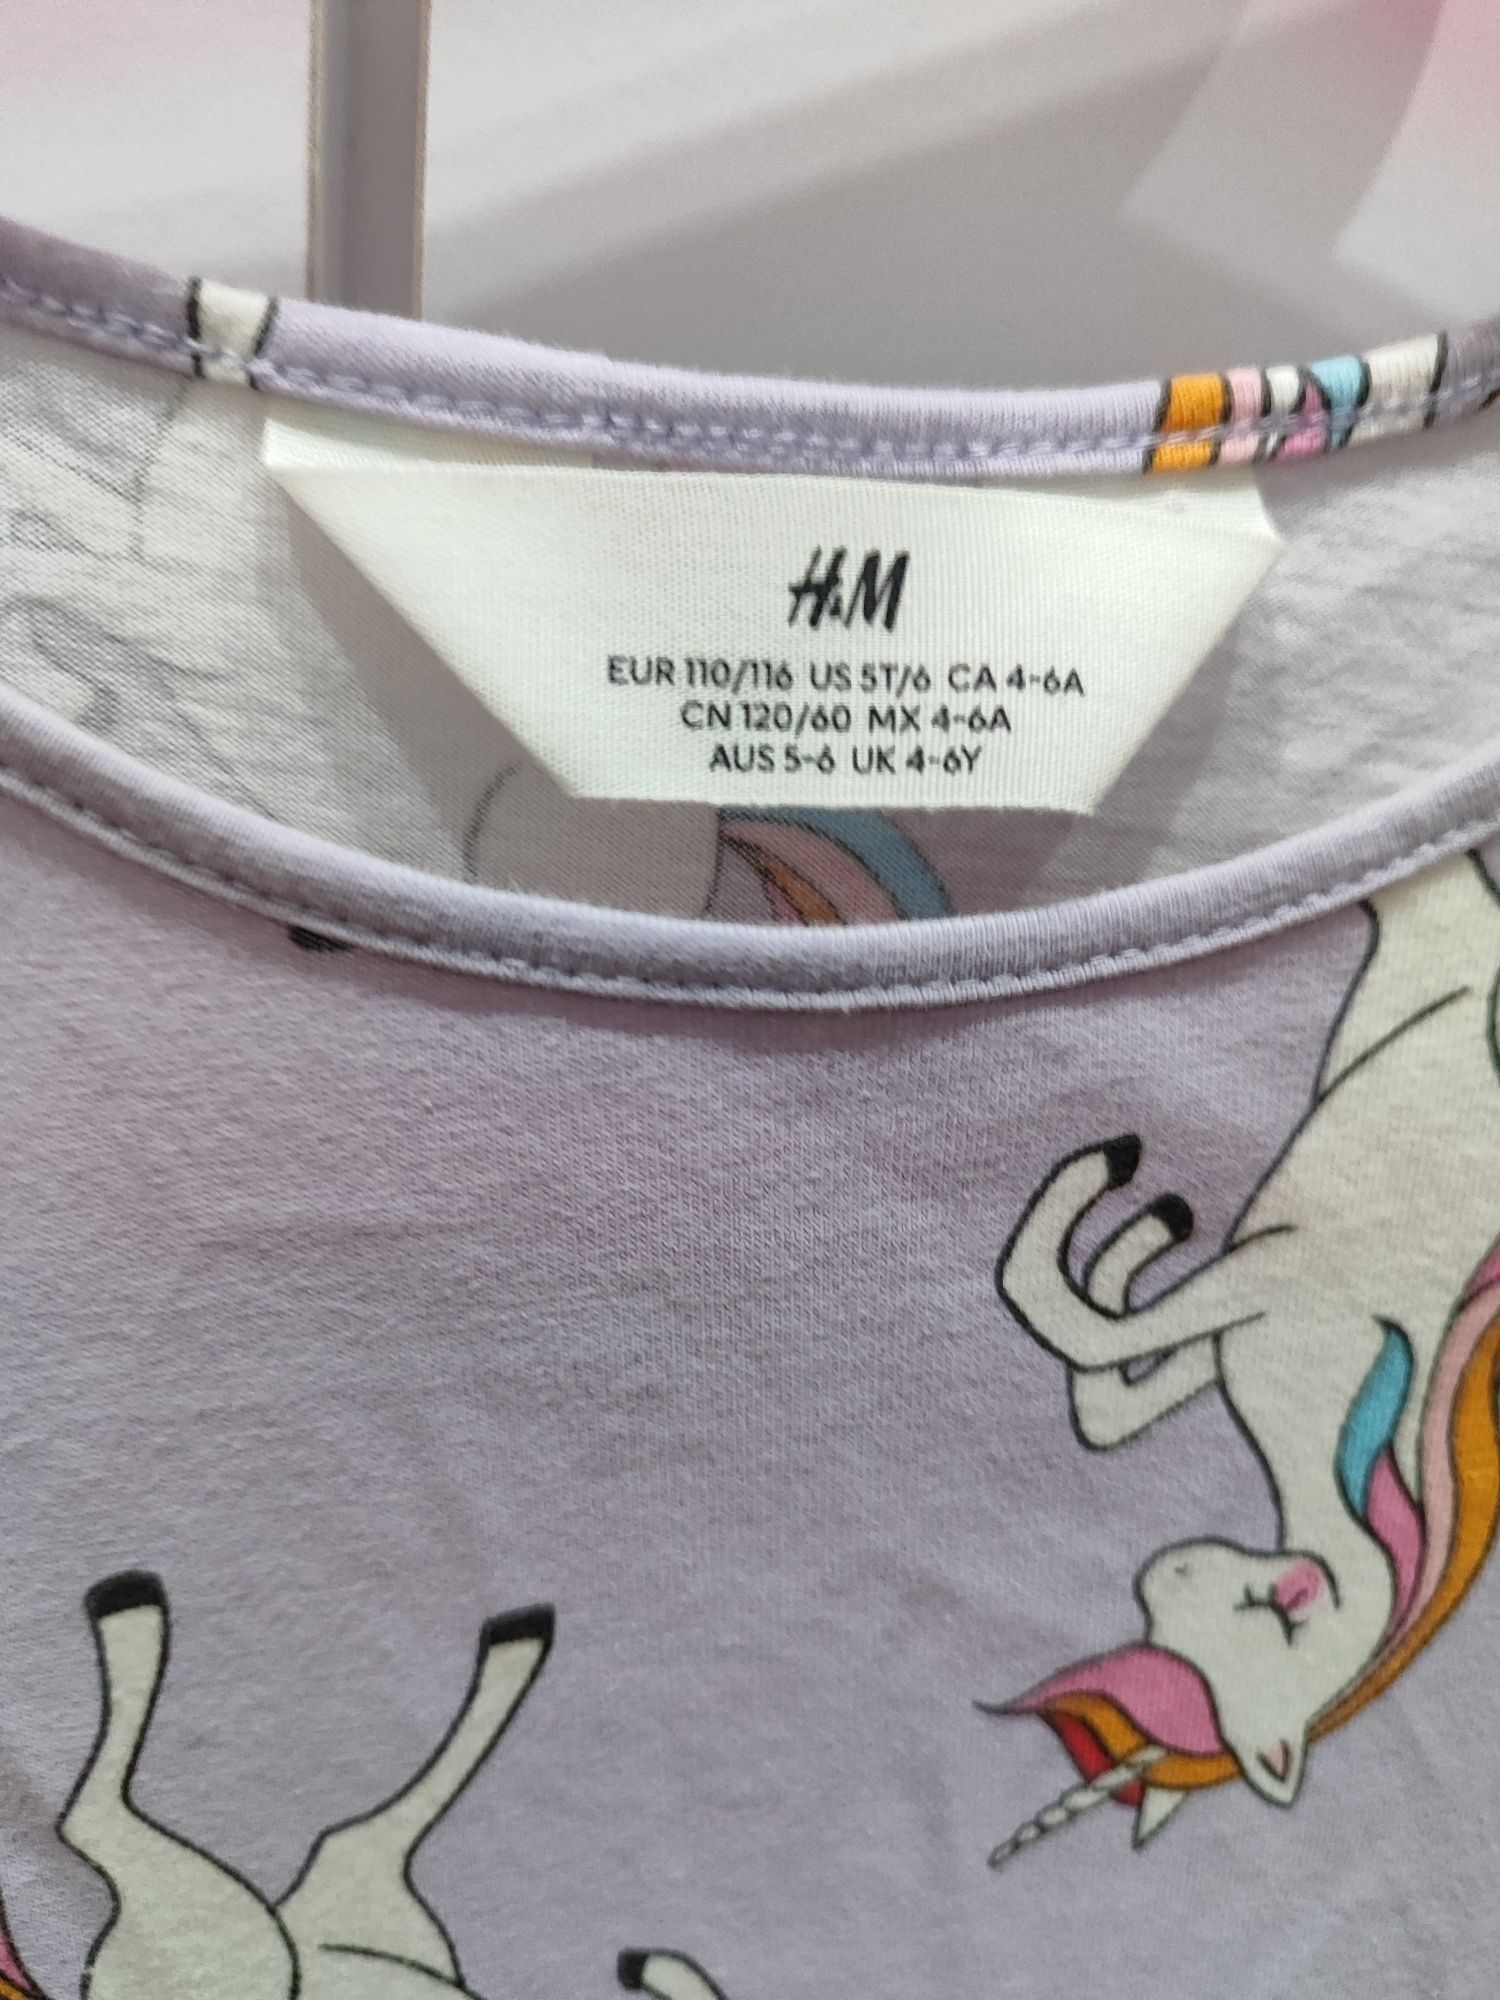 H&M
EUR 110/116 US 5T/6 CA 4-6A
CN 120/60 MX 4-6A
AUS 5-6 UK 4-6Y